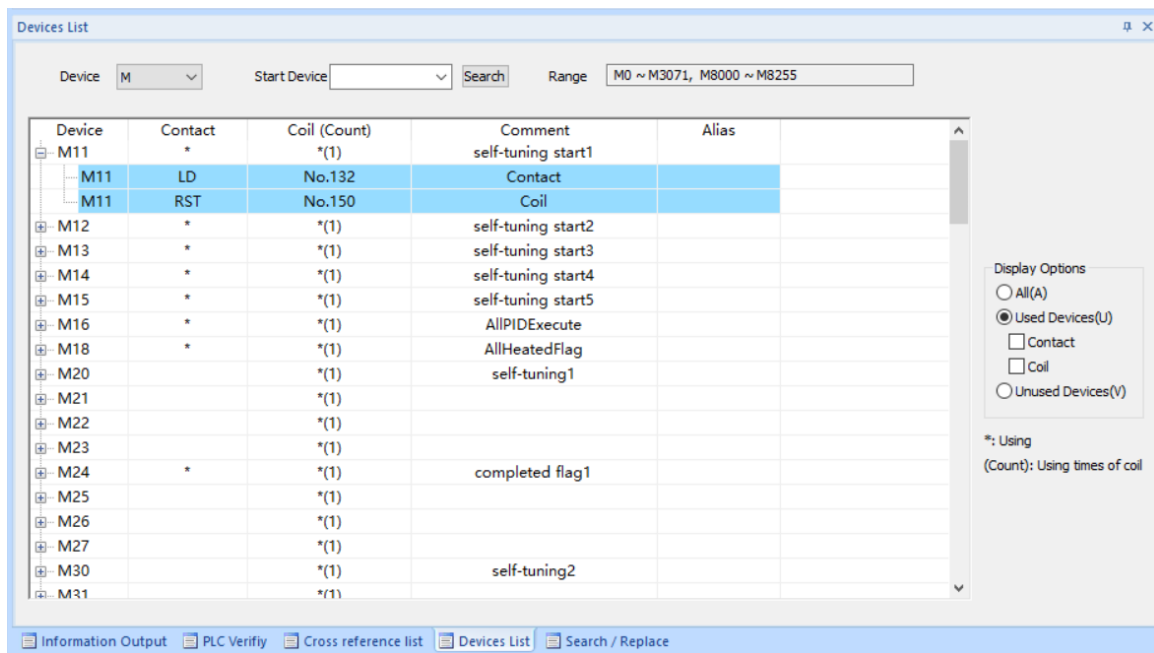 Devices List
Device M Start Device Search Range M0 ~ M3071, M8000 ~ M8255
Device Contact Coil (Count) Comment Alias
M11 * *(1) self-tuning start1
M11 LD No.132 Contact
M11 RST No.150 Coil
M12 * *(1) self-tuning start2
M13 * *(1) self-tuning start3
M14 * *(1) self-tuning start4
M15 * *(1) self-tuning start5
M16 * *(1) AllPIDExecute
M18 * *(1) AllHeatedFlag
M20 *(1) self-tuning1
M21 *(1)
M22 *(1)
M23 *(1)
M24 * *(1) completed flag1
M25 *(1)
M26 *(1)
M27 *(1)
M30 *(1) self-tuning2
M31 *(1)
Display Options
All(A)
Used Devices(U)
Contact
Coil
Unused Devices(V)
*: Using
(Count): Using times of coil
Information Output PLC Verifiy Cross reference list Devices List Search / Replace